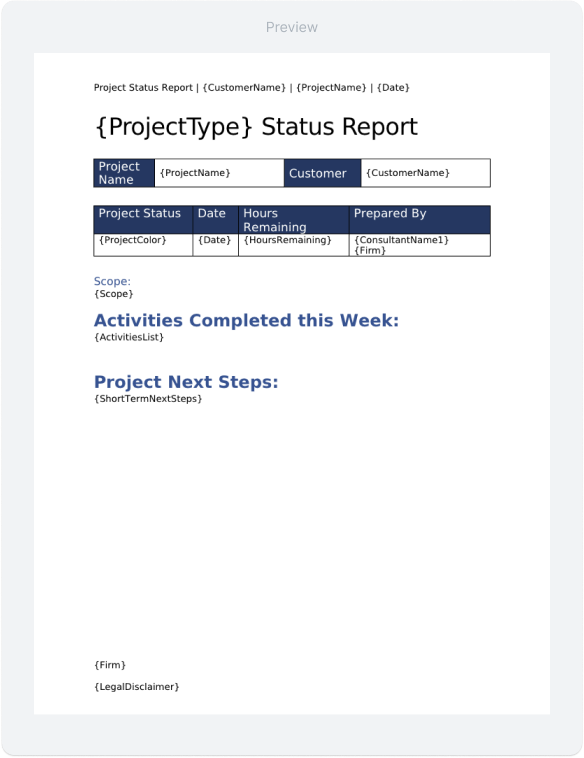 Preview
Project Status Report | {CustomerName} | {ProjectName} | {Date}
{ProjectType} Status Report
Project Name {ProjectName} Customer {CustomerName}
Project Status Date Hours Remaining Prepared By
{ProjectColor} {Date} {HoursRemaining} {ConsultantName1}
{Firm}
Scope:
{Scope}
Activities Completed this Week:
{ActivitiesList}
Project Next Steps:
{ShortTermNextSteps}
{Firm}
{LegalDisclaimer}